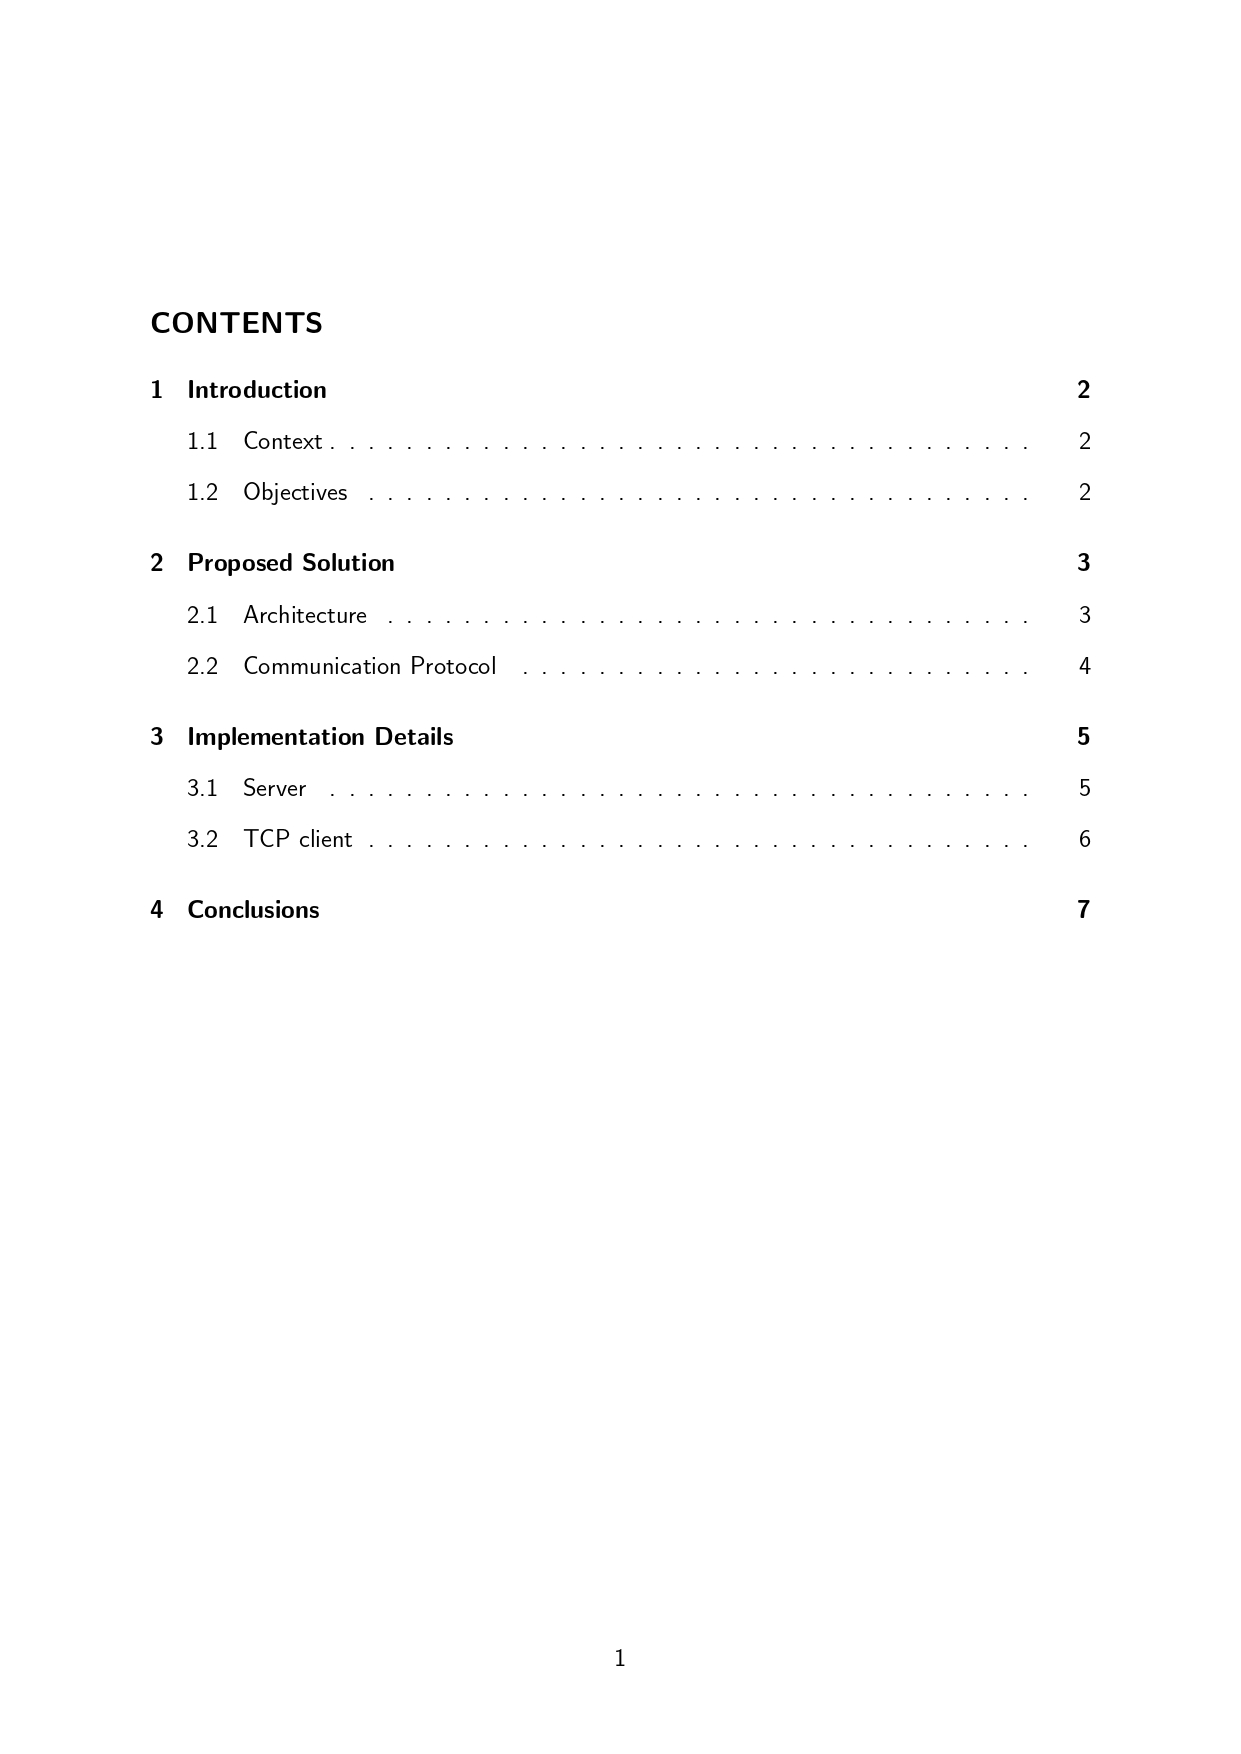 CONTENTS
1 Introduction 2
1.1 Context . . . . . . . . . . . . . . . . . . . . . . . . . . . . . . . . . . . . . 2
1.2 Objectives . . . . . . . . . . . . . . . . . . . . . . . . . . . . . . . . . . . 2
2 Proposed Solution 3
2.1 Architecture . . . . . . . . . . . . . . . . . . . . . . . . . . . . . . . . . . 3
2.2 Communication Protocol . . . . . . . . . . . . . . . . . . . . . . . . . . . 4
3 Implementation Details 5
3.1 Server . . . . . . . . . . . . . . . . . . . . . . . . . . . . . . . . . . . . . 5
3.2 TCP client . . . . . . . . . . . . . . . . . . . . . . . . . . . . . . . . . . . 6
4 Conclusions 7
1